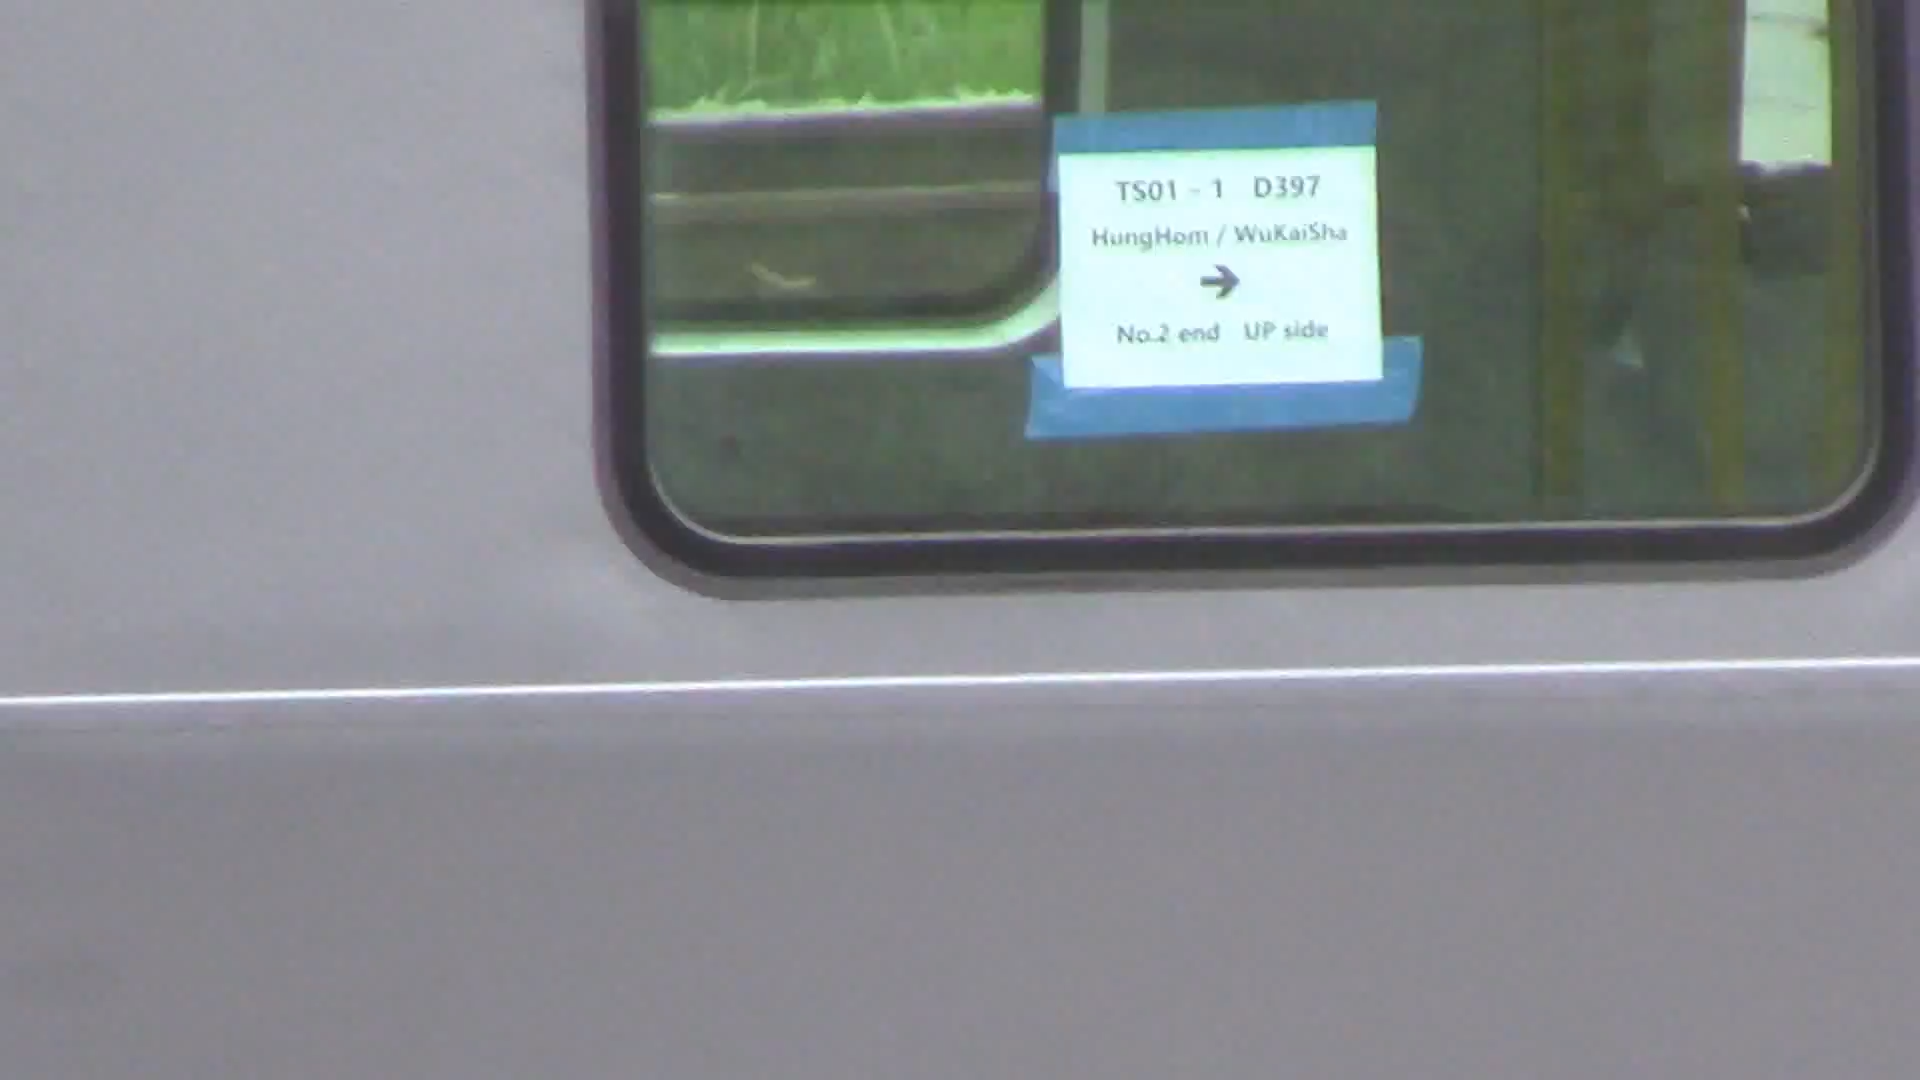 TS01 - 1 D397
HungHom / WuKaiSha
→
No.2 end UP side